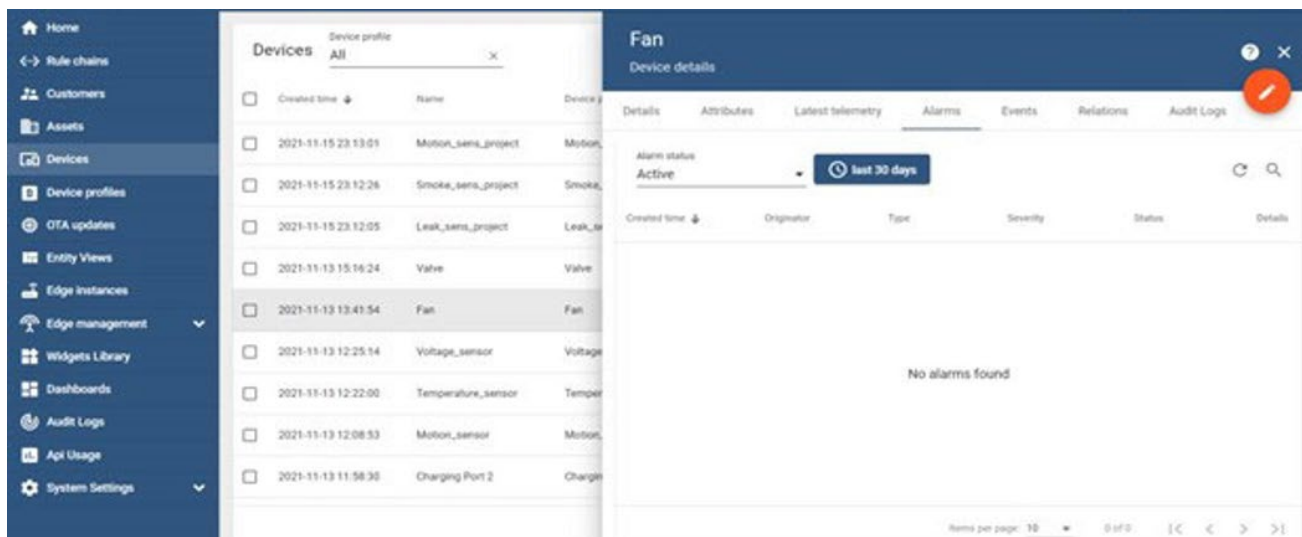 Home
Rule chains
Customers
Assets
Devices
Device profiles
OTA updates
Entity Views
Edge instances
Edge management
Widgets Library
Dashboards
Audit Logs
Api Usage
System Settings
Devices
Device profile
All
Created time
Name
Device
2021-11-15 23:13:01 Motion_sens_project Motion_
2021-11-15 23:12:26 Smoke_sens_project Smoke_
2021-11-15 23:12:05 Leak_sens_project
2021-11-13 15:16:24 Valve Valve
2021-11-13 13:41:54 Fan Fan
2021-11-13 12:25:14 Voltage_sensor Voltage
2021-11-13 12:22:00 Temperature_sensor Temper
2021-11-13 12:08:53 Motion_sensor Motion_
2021-11-13 11:58:30 Charging Port 2
Fan
Device details
Details Attributes Latest telemetry Alarms Events Relations Audit Logs
Alarm status
Active
last 30 days
Created time Originator Type Severity Status Details
No alarms found
Items per page: 10 0 of 0